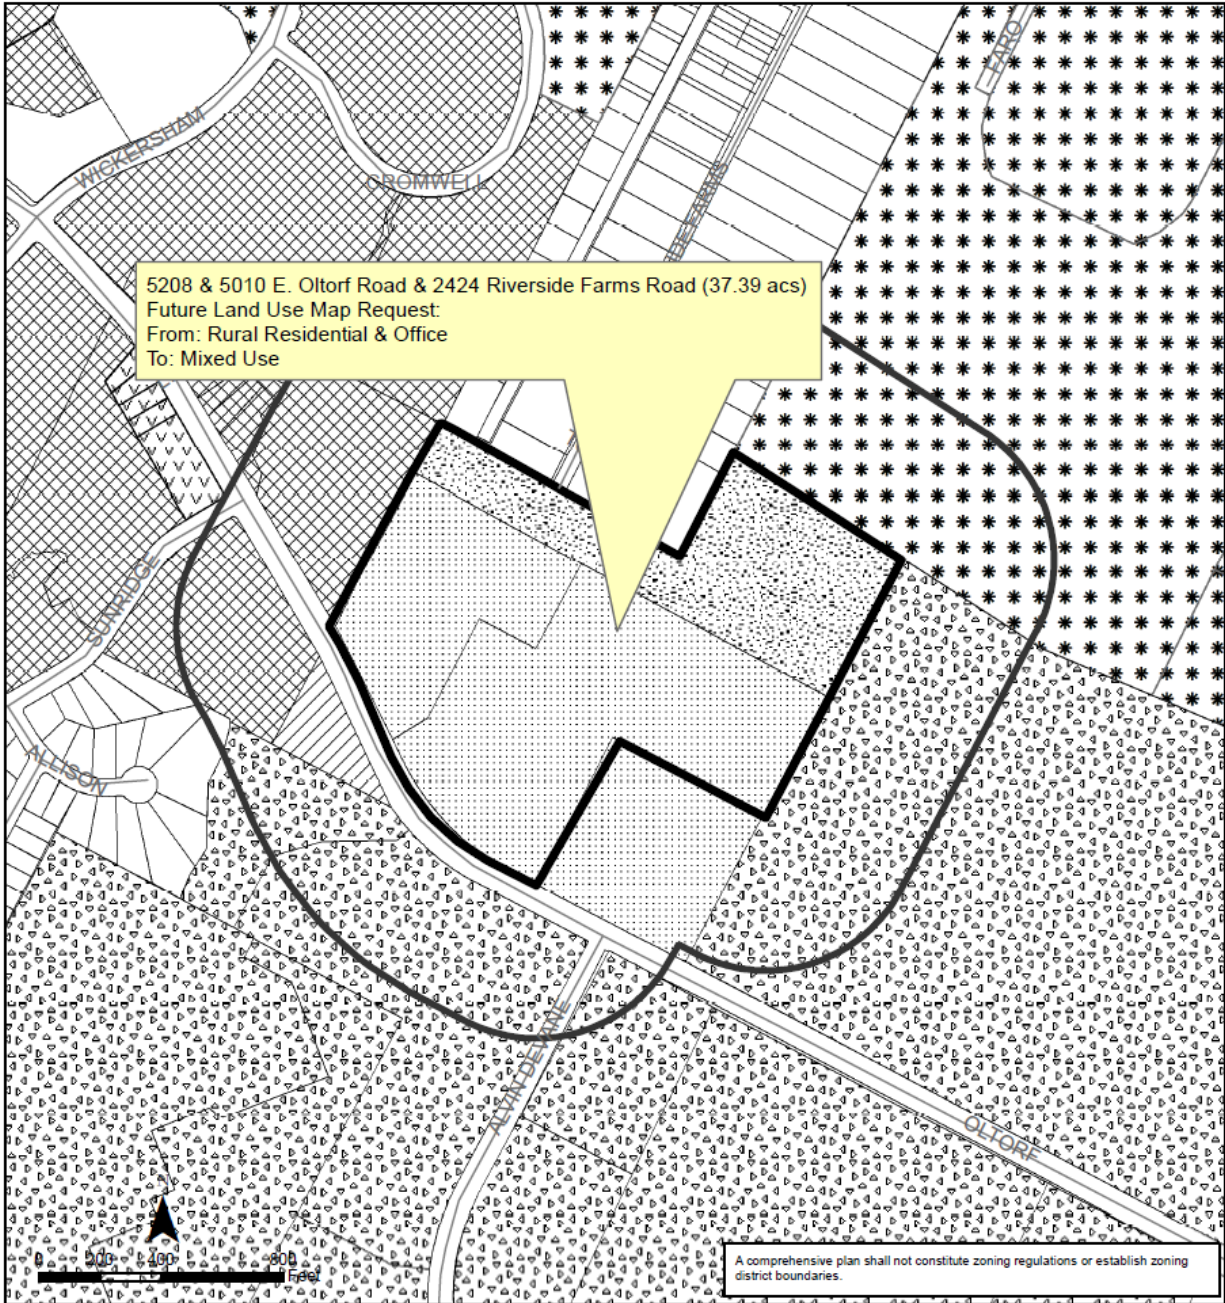 FARO
WICKERSHAM
CROMWELL
FARMS
5208 & 5010 E. Oltorf Road & 2424 Riverside Farms Road (37.39 acs)
Future Land Use Map Request:
From: Rural Residential & Office
To: Mixed Use
SUNRIDGE
ALLISON
ALVIN DEVANE
OLTORF
0 200 400 800
Feet
A comprehensive plan shall not constitute zoning regulations or establish zoning
district boundaries.